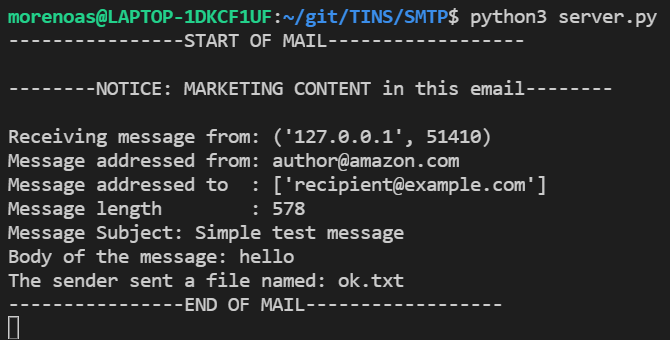 morenoas@LAPTOP-1DKCF1UF:~/git/TINS/SMTP$ python3 server.py
---------------START OF MAIL-----------------

--------NOTICE: MARKETING CONTENT in this email--------

Receiving message from: ('127.0.0.1', 51410)
Message addressed from: author@amazon.com
Message addressed to  : ['recipient@example.com']
Message length        : 578
Message Subject: Simple test message
Body of the message: hello
The sender sent a file named: ok.txt
---------------END OF MAIL-----------------